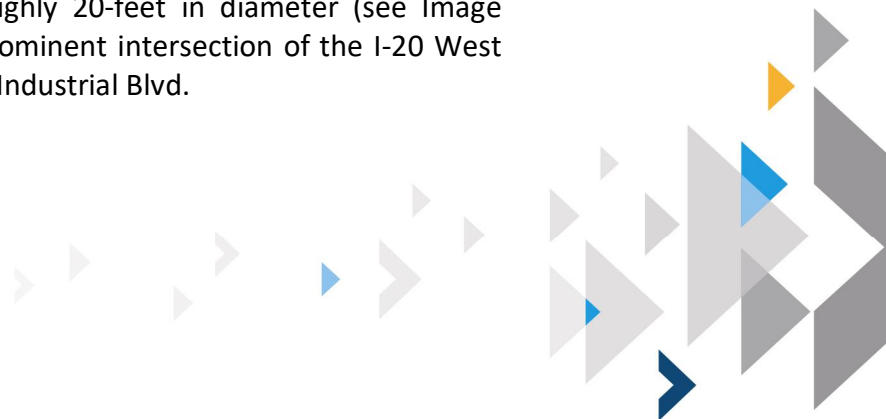 ghly 20-feet in diameter (see Image
ominent intersection of the I-20 West
Industrial Blvd.